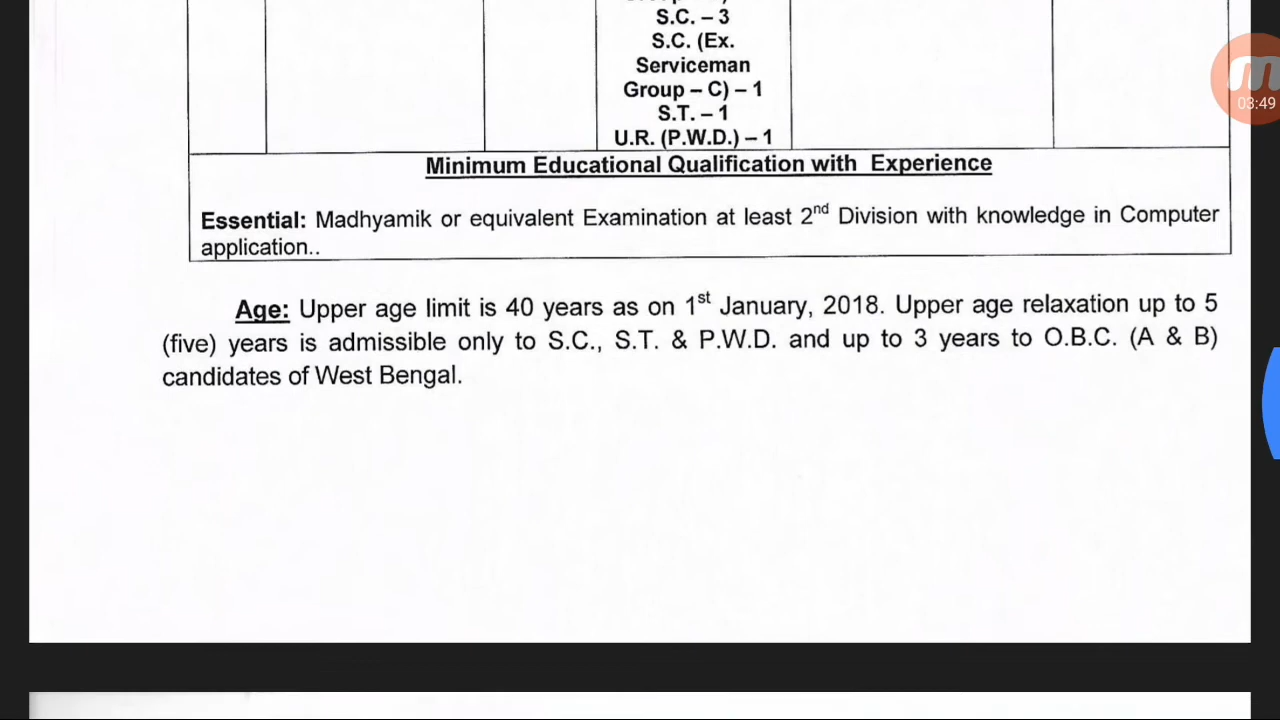 S.C. – 3
S.C. (Ex.
Serviceman
Group – C) – 1
S.T. – 1
U.R. (P.W.D.) – 1
Minimum Educational Qualification with Experience
Essential: Madhyamik or equivalent Examination at least 2nd Division with knowledge in Computer
application..
Age: Upper age limit is 40 years as on 1st January, 2018. Upper age relaxation up to 5
(five) years is admissible only to S.C., S.T. & P.W.D. and up to 3 years to O.B.C. (A & B)
candidates of West Bengal.
03:49